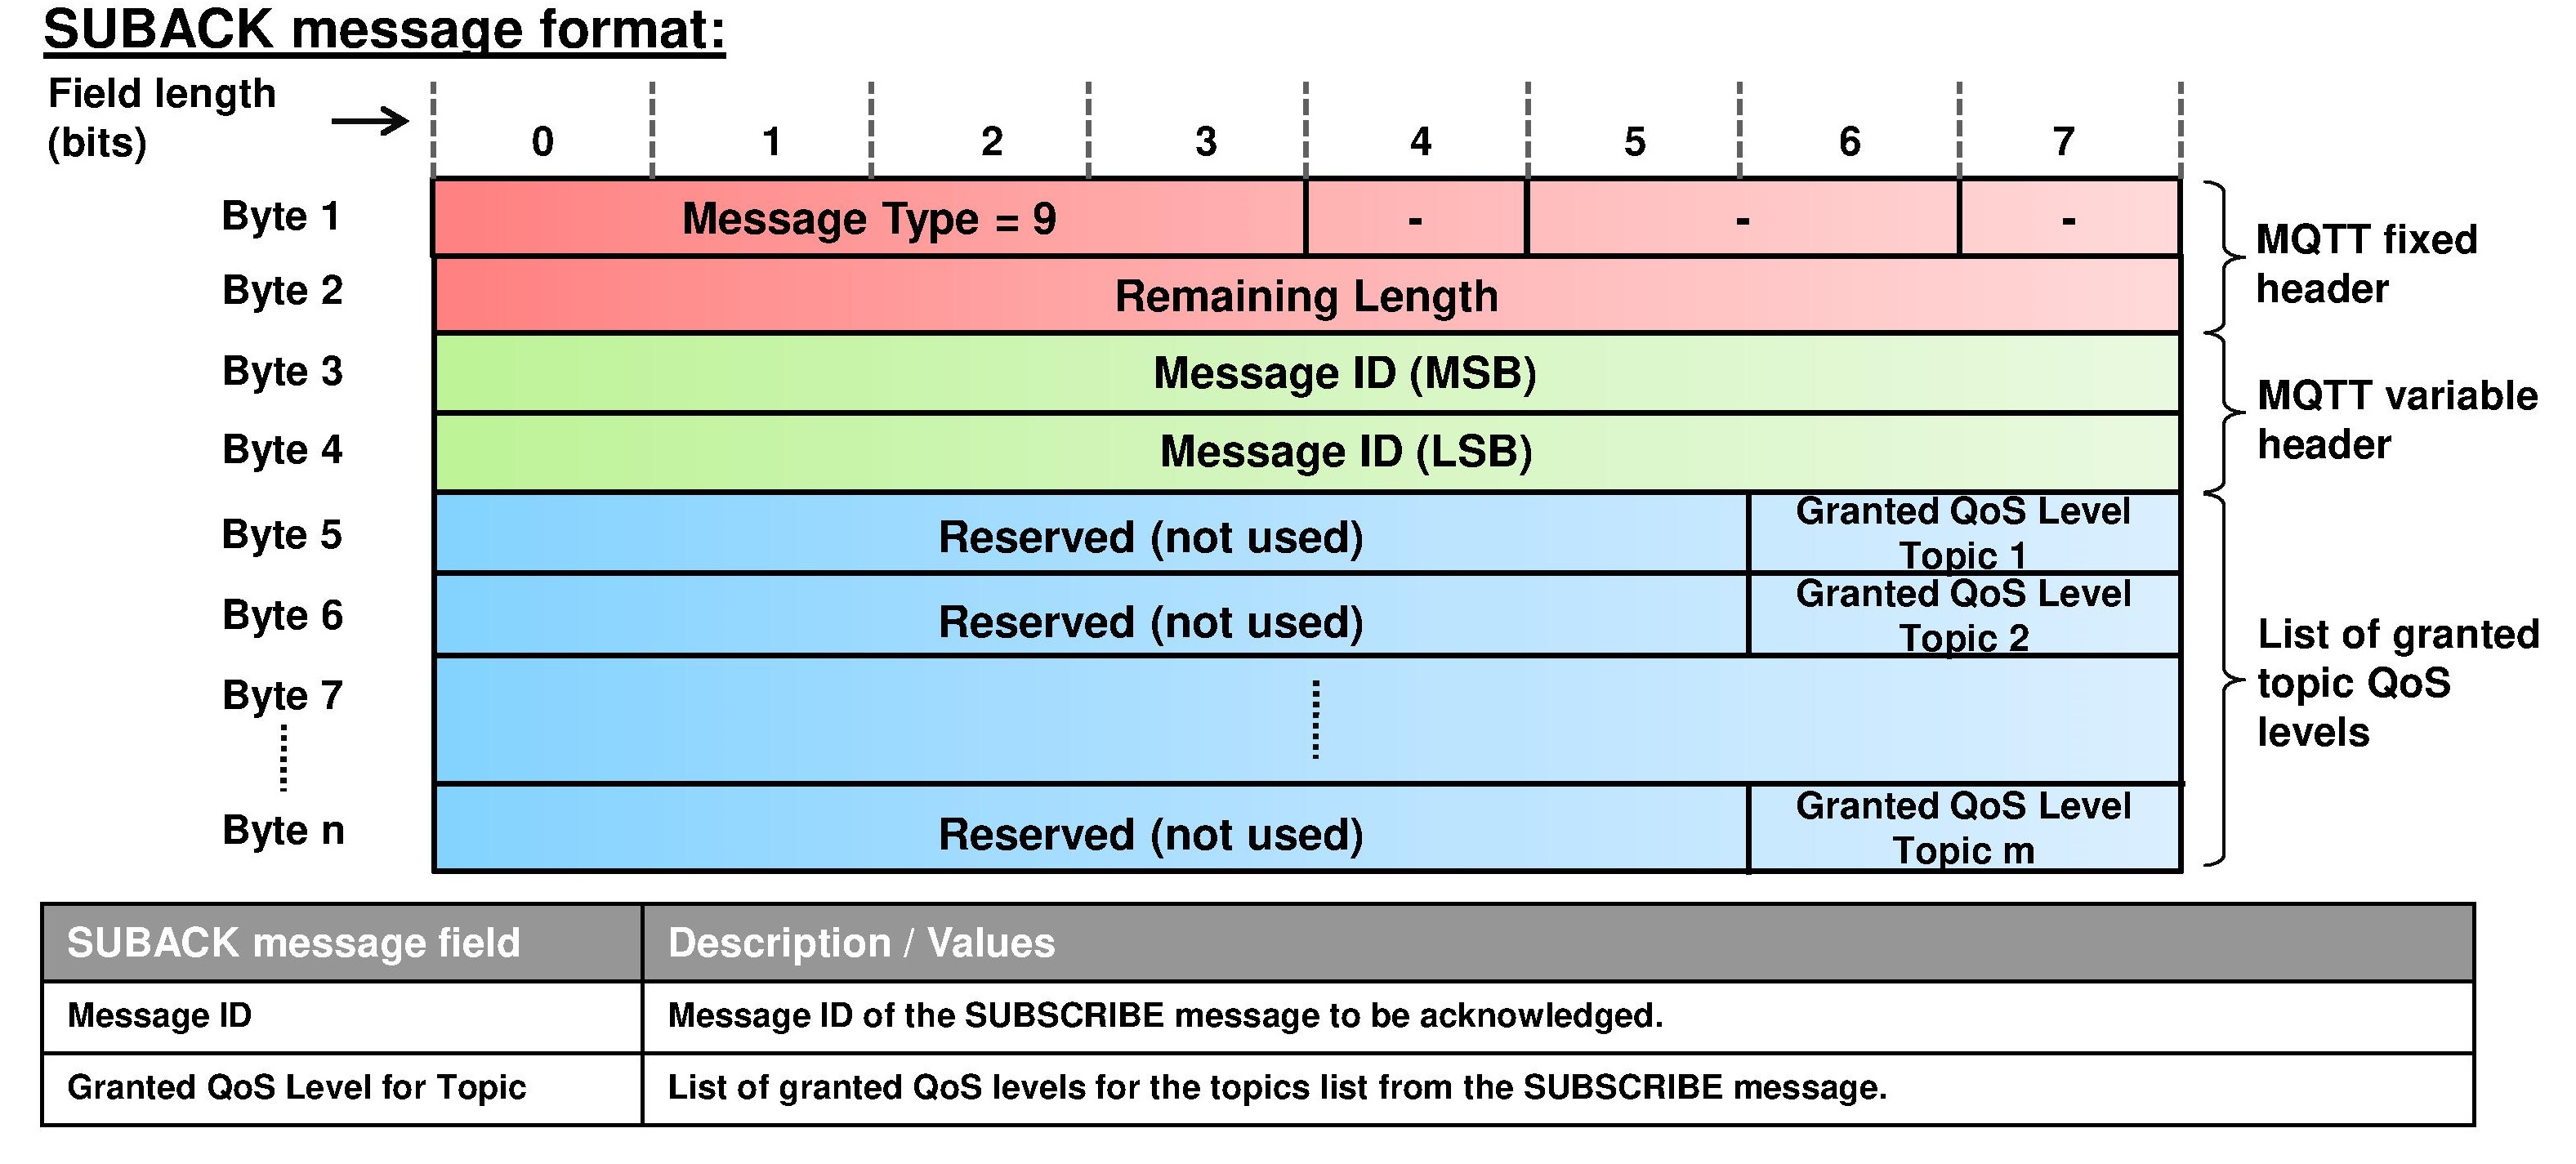 SUBACK message format:
Field length
(bits)
0 1 2 3 4 5 6 7
Byte 1
Message Type = 9
-
-
-
MQTT fixed
header
Byte 2
Remaining Length
Byte 3
Message ID (MSB)
MQTT variable
header
Byte 4
Message ID (LSB)
Byte 5
Reserved (not used)
Granted QoS Level
Topic 1
Byte 6
Reserved (not used)
Granted QoS Level
Topic 2
List of granted
topic QoS
levels
Byte 7
Byte n
Reserved (not used)
Granted QoS Level
Topic m
SUBACK message field
Description / Values
Message ID
Message ID of the SUBSCRIBE message to be acknowledged.
Granted QoS Level for Topic
List of granted QoS levels for the topics list from the SUBSCRIBE message.